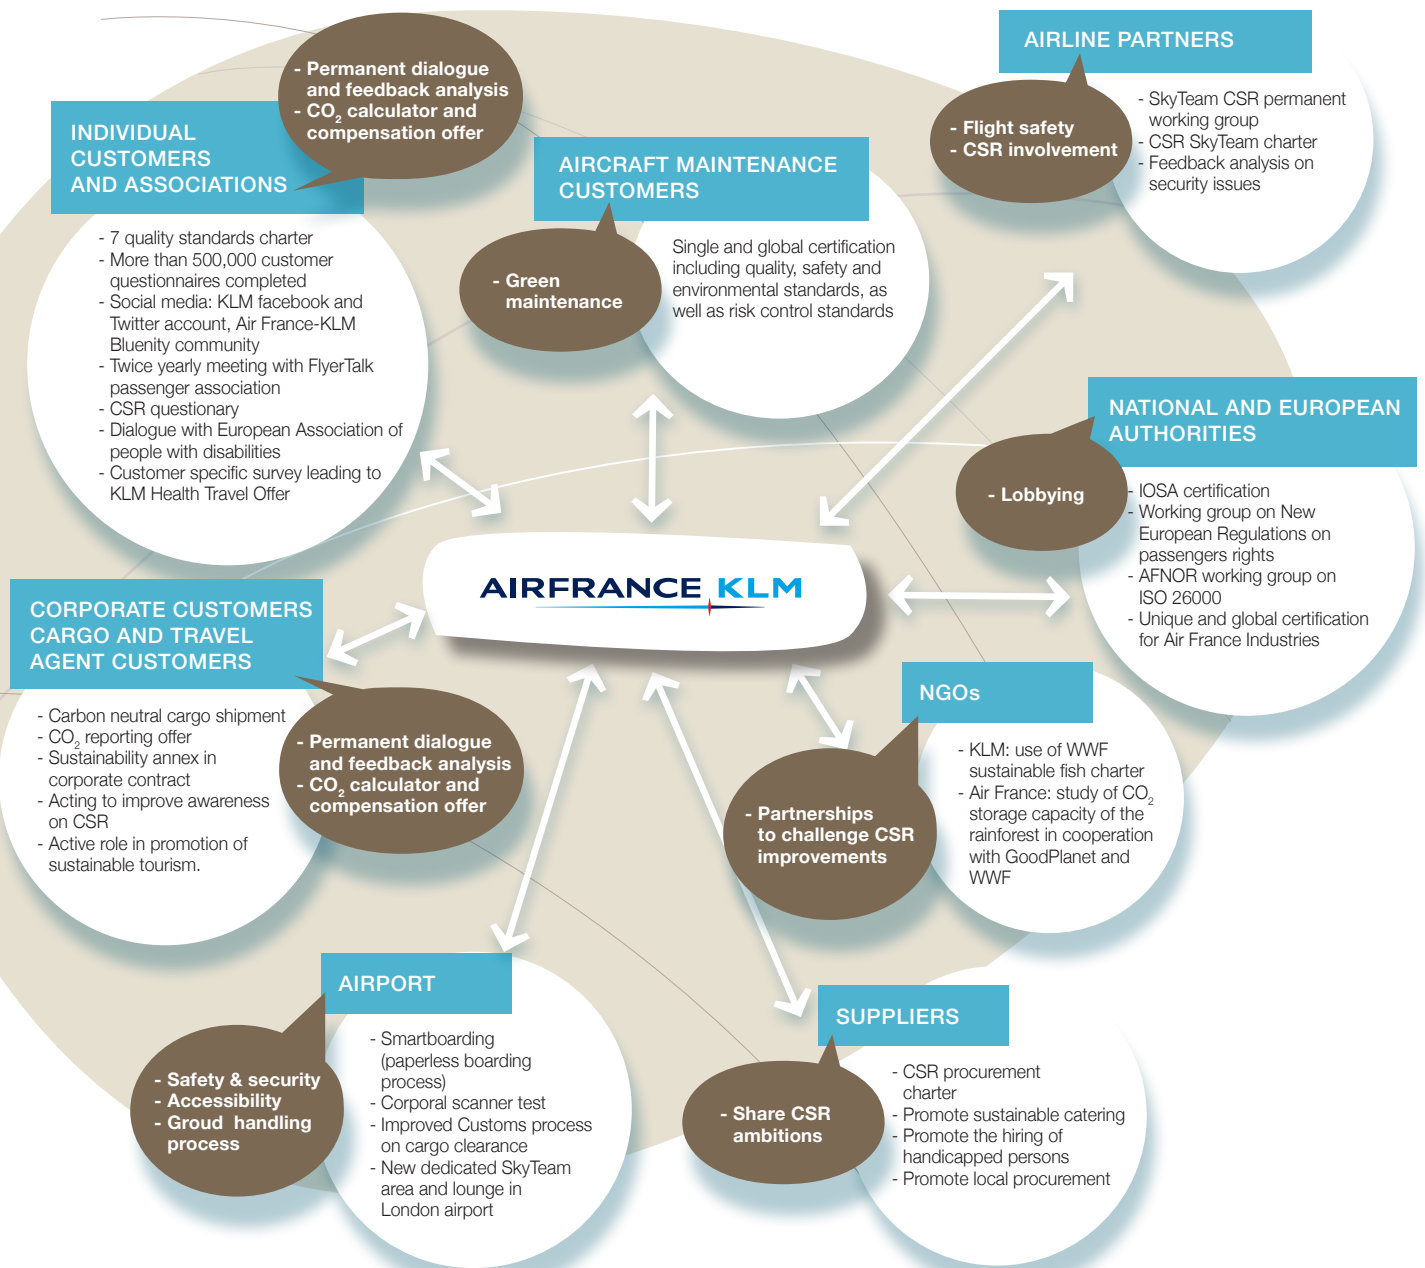 - Permanent dialogue
and feedback analysis
- CO2 calculator and
compensation offer
INDIVIDUAL
CUSTOMERS
AND ASSOCIATIONS
- 7 quality standards charter
- More than 500,000 customer
questionnaires completed
- Social media: KLM facebook and
Twitter account, Air France-KLM
Bluenity community
- Twice yearly meeting with FlyerTalk
passenger association
- CSR questionary
- Dialogue with European Association of
people with disabilities
- Customer specific survey leading to
KLM Health Travel Offer
AIRCRAFT MAINTENANCE
CUSTOMERS
- Green
maintenance
Single and global certification
including quality, safety and
environmental standards, as
well as risk control standards
AIRLINE PARTNERS
- Flight safety
- CSR involvement
- SkyTeam CSR permanent
working group
- CSR SkyTeam charter
- Feedback analysis on
security issues
NATIONAL AND EUROPEAN
AUTHORITIES
- Lobbying
- IOSA certification
- Working group on New
European Regulations on
passengers rights
- AFNOR working group on
ISO 26000
- Unique and global certification
for Air France Industries
AIRFRANCE KLM
CORPORATE CUSTOMERS
CARGO AND TRAVEL
AGENT CUSTOMERS
- Carbon neutral cargo shipment
- CO2 reporting offer
- Sustainability annex in
corporate contract
- Acting to improve awareness
on CSR
- Active role in promotion of
sustainable tourism.
- Permanent dialogue
and feedback analysis
- CO2 calculator and
compensation offer
NGOs
- Partnerships
to challenge CSR
improvements
- KLM: use of WWF
sustainable fish charter
- Air France: study of CO2
storage capacity of the
rainforest in cooperation
with GoodPlanet and
WWF
AIRPORT
- Safety & security
- Accessibility
- Groud handling
process
- Smartboarding
(paperless boarding
process)
- Corporal scanner test
- Improved Customs process
on cargo clearance
- New dedicated SkyTeam
area and lounge in
London airport
SUPPLIERS
- Share CSR
ambitions
- CSR procurement
charter
- Promote sustainable catering
- Promote the hiring of
handicapped persons
- Promote local procurement